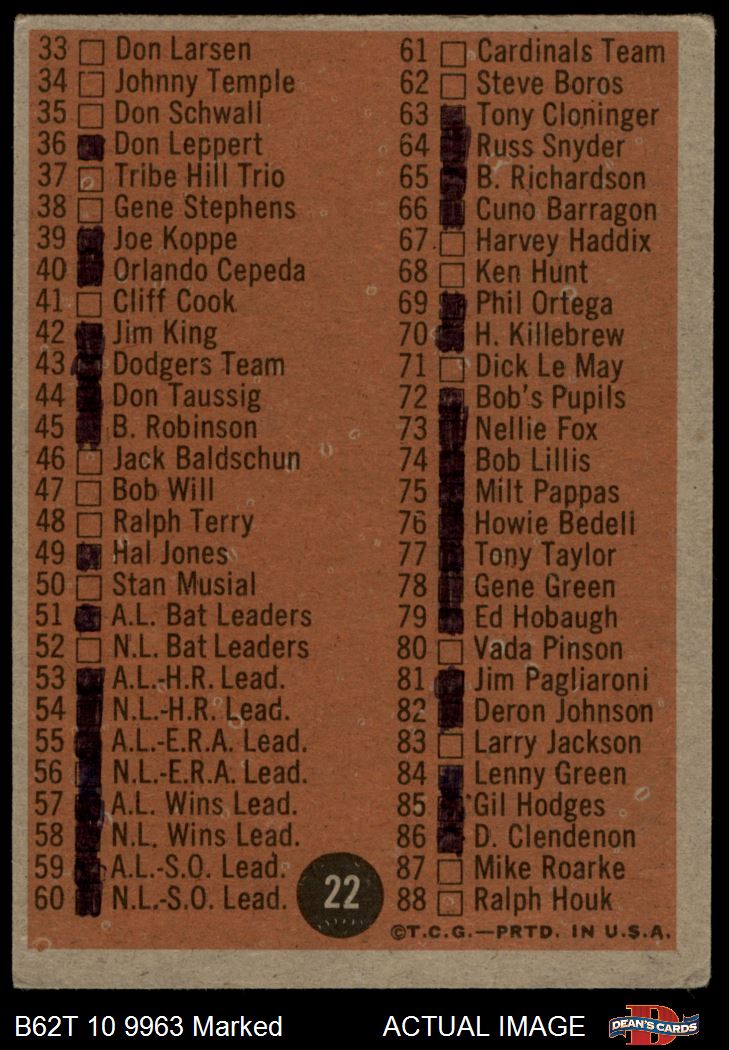 33 Don Larsen
34 Johnny Temple
35 Don Schwall
36 Don Leppert
37 Tribe Hill Trio
38 Gene Stephens
39 Joe Koppe
40 Orlando Cepeda
41 Cliff Cook
42 Jim King
43 Dodgers Team
44 Don Taussig
45 B. Robinson
46 Jack Baldschun
47 Bob Will
48 Ralph Terry
49 Hal Jones
50 Stan Musial
51 A.L. Bat Leaders
52 N.L. Bat Leaders
53 A.L.-H.R. Lead.
54 N.L.-H.R. Lead.
55 A.L.-E.R.A. Lead.
56 N.L.-E.R.A. Lead.
57 A.L. Wins Lead.
58 N.L. Wins Lead.
59 A.L.-S.O. Lead.
60 N.L.-S.O. Lead.
22
61 Cardinals Team
62 Steve Boros
63 Tony Cloninger
64 Russ Snyder
65 B. Richardson
66 Cuno Barragon
67 Harvey Haddix
68 Ken Hunt
69 Phil Ortega
70 H. Killebrew
71 Dick Le May
72 Bob's Pupils
73 Nellie Fox
74 Bob Lillis
75 Milt Pappas
76 Howie Bedell
77 Tony Taylor
78 Gene Green
79 Ed Hobaugh
80 Vada Pinson
81 Jim Pagliaroni
82 Deron Johnson
83 Larry Jackson
84 Lenny Green
85 Gil Hodges
86 D. Clendenon
87 Mike Roarke
88 Ralph Houk
©T.C.G.—PRTD. IN U.S.A.
B62T 10 9963 Marked
ACTUAL IMAGE
D
DEAN'S CARDS